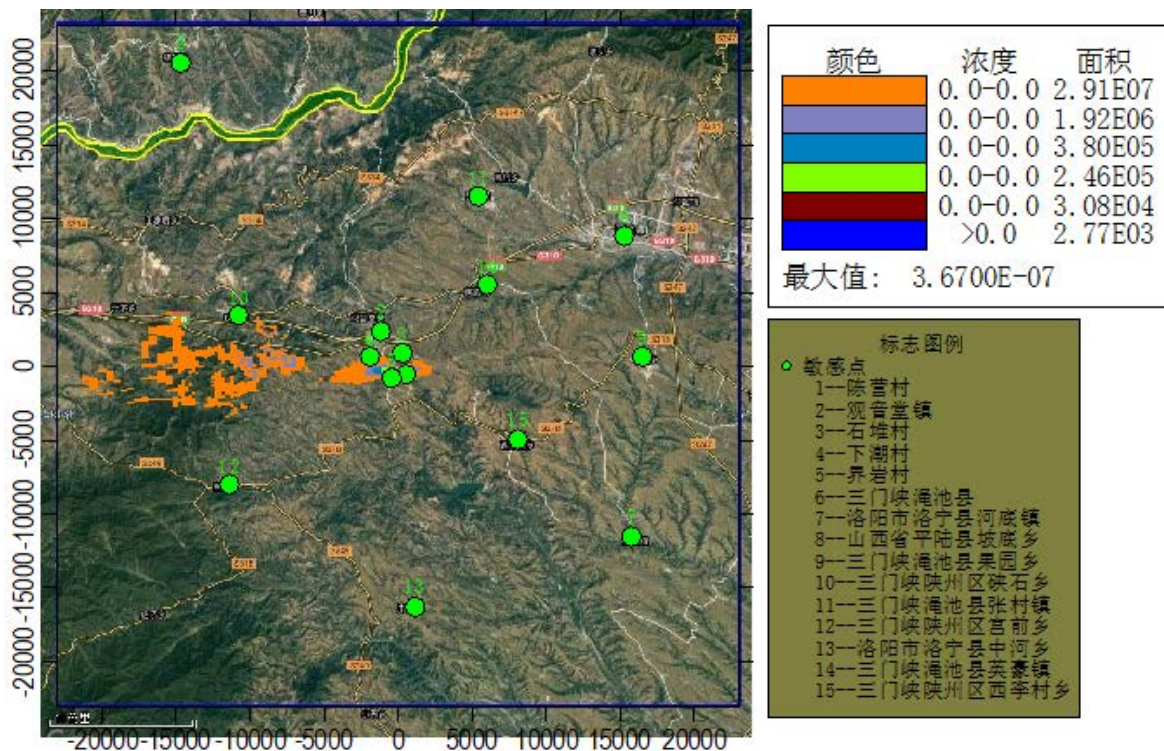 颜色 浓度 面积
0.0-0.0 2.91E07
0.0-0.0 1.92E06
0.0-0.0 3.80E05
0.0-0.0 2.46E05
0.0-0.0 3.08E04
>0.0 2.77E03
最大值: 3.6700E-07
标志图例
敏感点
1--陈营村
2--观音堂镇
3--石堆村
4--下潮村
5--界岩村
6--三门峡渑池县
7--洛阳市洛宁县河底镇
8--山西省平陆县坡底乡
9--三门峡渑池县果园乡
10--三门峡陕州区硖石乡
11--三门峡渑池县张村镇
12--三门峡陕州区宫前乡
13--洛阳市洛宁县中河乡
14--三门峡渑池县英豪镇
15--三门峡陕州区西李村乡
20000
15000
10000
5000
0
-5000
-10000
-15000
-20000
-20000 -15000 -10000 -5000 0 5000 10000 15000 20000
10
12
13
15